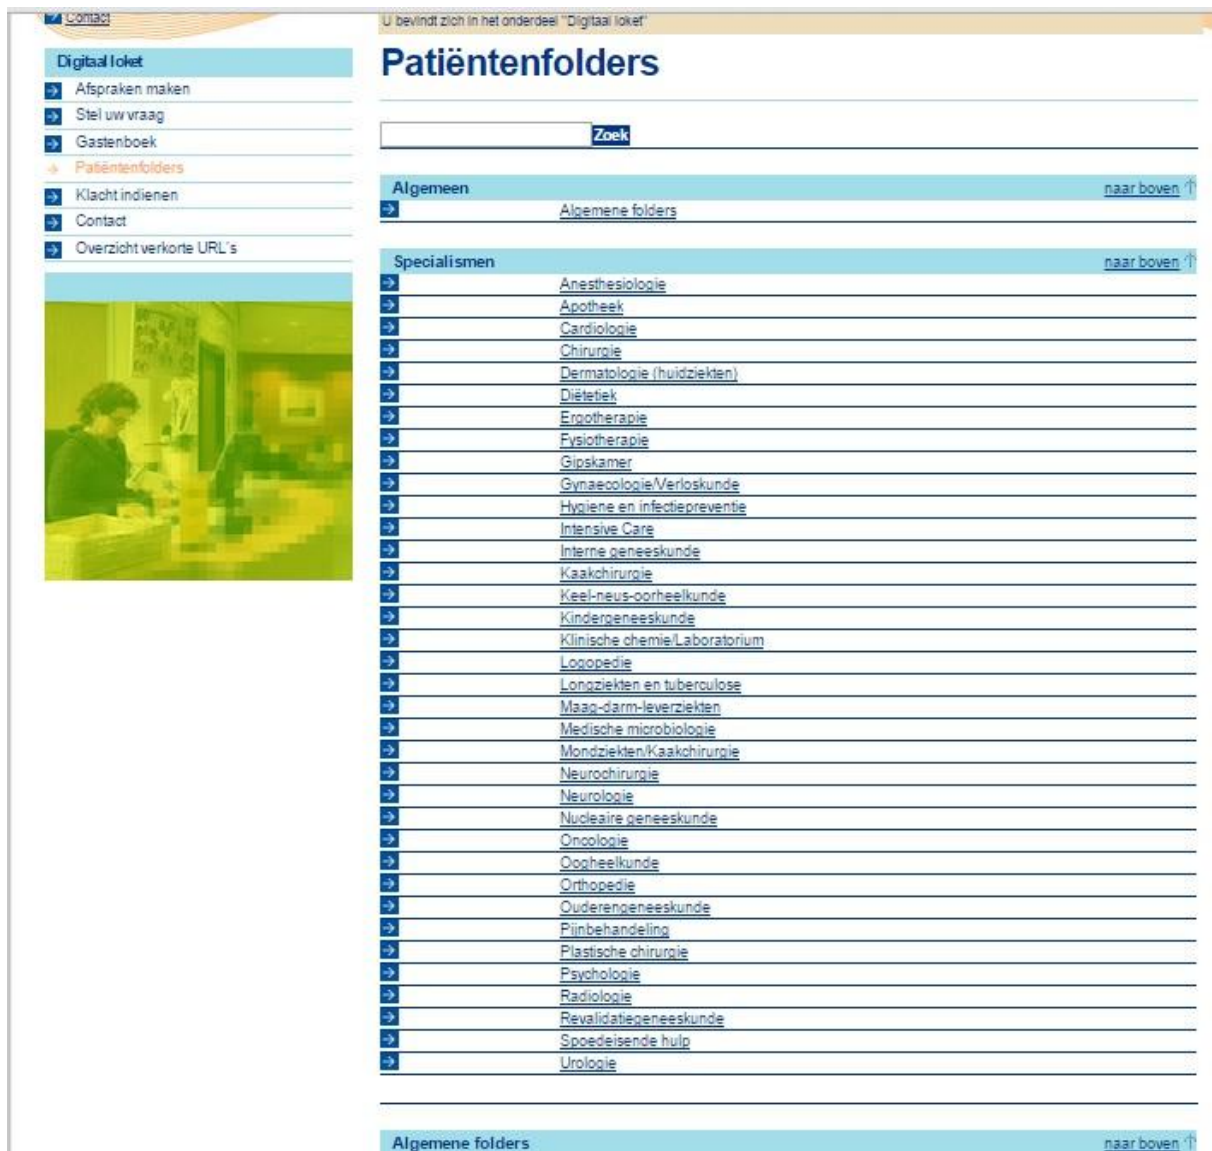 Contact
U bevindt zich in het onderdeel "Digitaal loket"
Digitaal loket
Afspraken maken
Stel uw vraag
Gastenboek
Patiëntenfolders
Klacht indienen
Contact
Overzicht verkorte URL´s
Patiëntenfolders
Zoek
Algemeen naar boven
Algemene folders
Specialismen naar boven
Anesthesiologie
Apotheek
Cardiologie
Chirurgie
Dermatologie (huidziekten)
Diëtetiek
Ergotherapie
Fysiotherapie
Gipskamer
Gynaecologie/Verloskunde
Hygiene en infectiepreventie
Intensive Care
Interne geneeskunde
Kaakchirurgie
Keel-neus-oorheelkunde
Kindergeneeskunde
Klinische chemie/Laboratorium
Logopedie
Longziekten en tuberculose
Maag-darm-leverziekten
Medische microbiologie
Mondziekten/Kaakchirurgie
Neurochirurgie
Neurologie
Nucleaire geneeskunde
Oncologie
Oogheelkunde
Orthopedie
Ouderengeneeskunde
Pijnbehandeling
Plastische chirurgie
Psychologie
Radiologie
Revalidatiegeneeskunde
Spoedeisende hulp
Urologie
Algemene folders naar boven